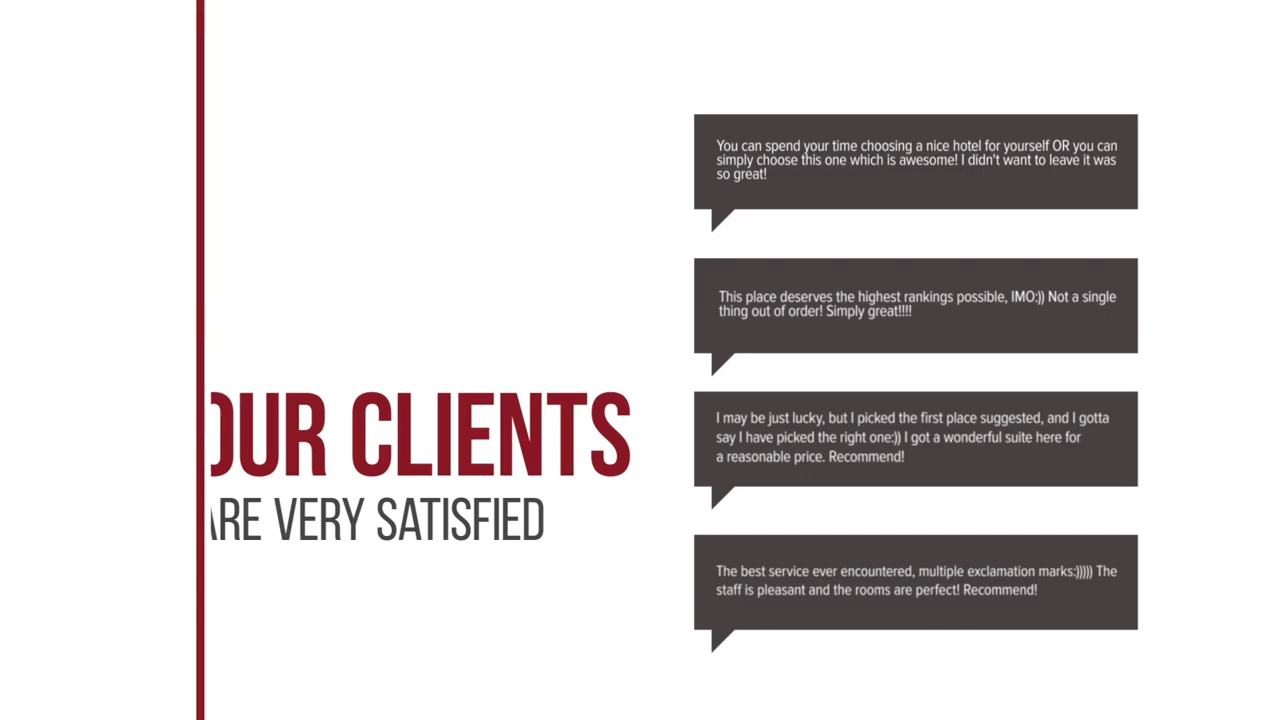 OUR CLIENTS
ARE VERY SATISFIED
You can spend your time choosing a nice hotel for yourself OR you can
simply choose this one which is awesome! I didn't want to leave it was
so great!
This place deserves the highest rankings possible, IMO:)) Not a single
thing out of order! Simply great!!!!
I may be just lucky, but I picked the first place suggested, and I gotta
say I have picked the right one:)) I got a wonderful suite here for
a reasonable price. Recommend!
The best service ever encountered, multiple exclamation marks:))))) The
staff is pleasant and the rooms are perfect! Recommend!